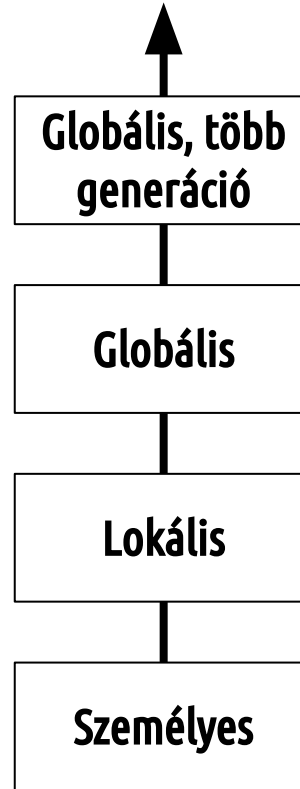 Globális, több
generáció
Globális
Lokális
Személyes